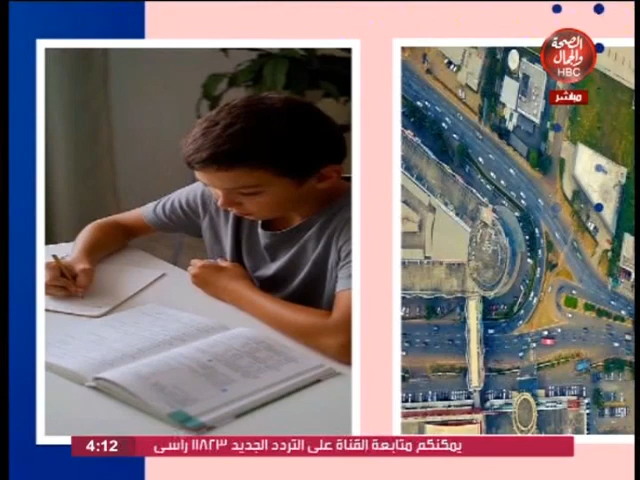 الصحة
والجمال
HBC
مباشر
4:12
يمكنكم متابعة القناة على التردد الجديد ١١٨٢٣ رأسى